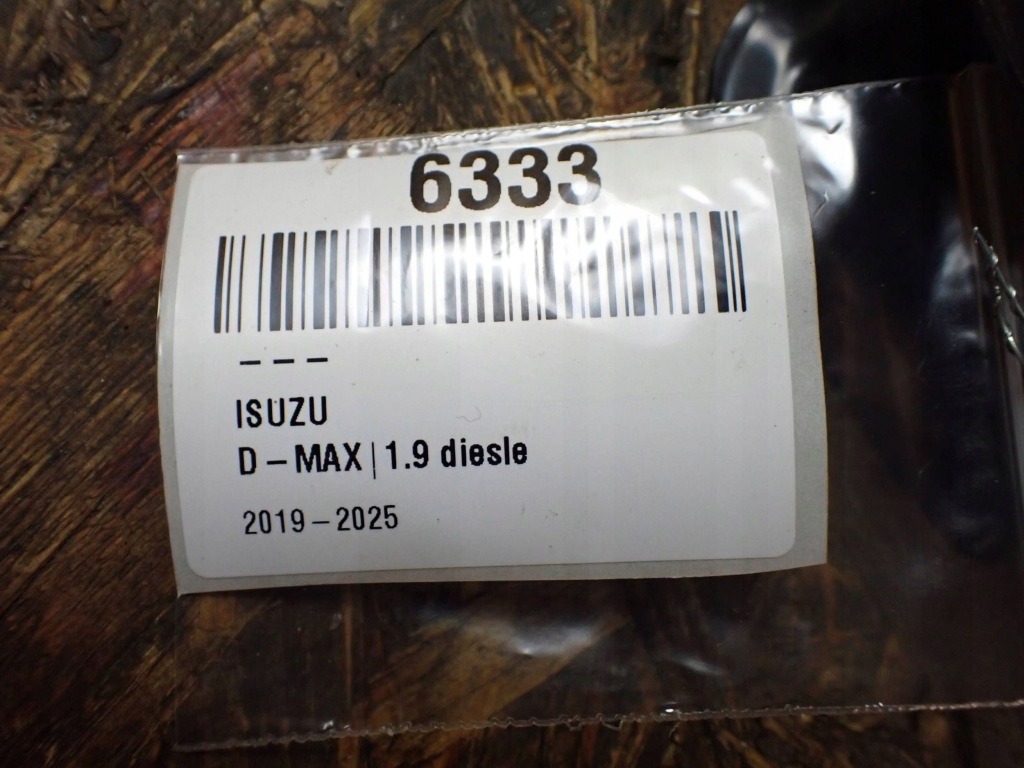 6333
– – –
ISUZU
D – MAX | 1.9 diesle
2019 – 2025